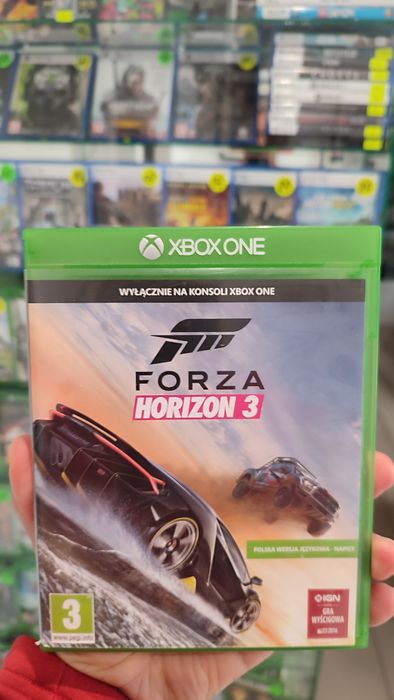 XBOX ONE
WYŁĄCZNIE NA KONSOLI XBOX ONE
FORZA
HORIZON 3
POLSKA WERSJA JĘZYKOWA - NAPISY
3
www.pegi.info
IGN
GRA
WYŚCIGOWA